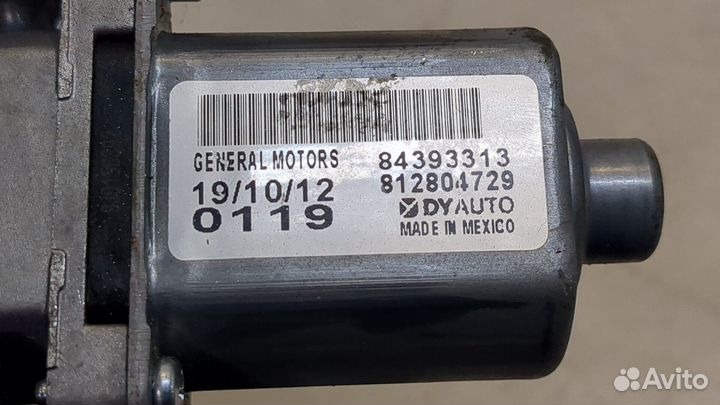 GENERAL MOTORS 84393313
19/10/12 812804729
0119 DYAUTO
MADE IN MEXICO
Avito